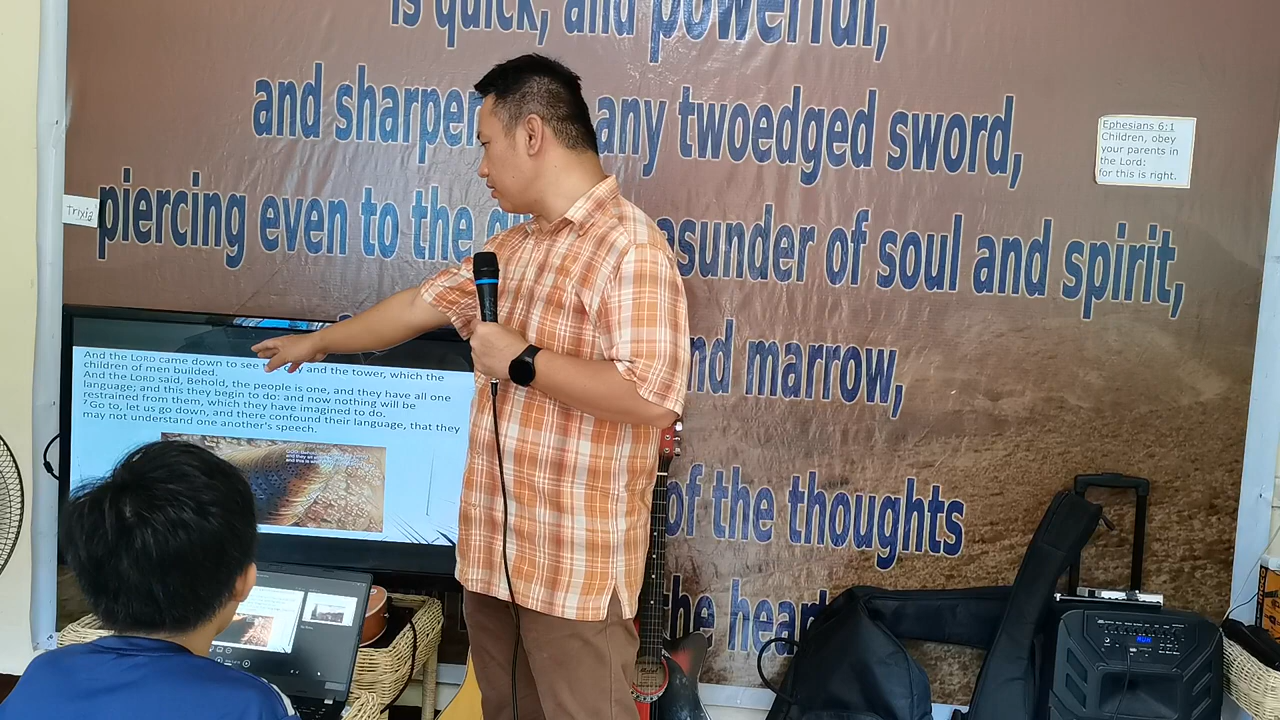 is quick, and powerful,
and sharper any twoedged sword,
piercing even to the asunder of soul and spirit,
nd marrow,
of the thoughts
the heart
Ephesians 6:1
Children, obey
your parents in
the Lord:
for this is right.
Trixia
And the LORD came down to see and the tower, which the
children of men builded.
And the LORD said, Behold, the people is one, and they have all one
language; and this they begin to do: and now nothing will be
restrained from them, which they have imagined to do.
7 Go to, let us go down, and there confound their language, that they
may not understand one another's speech.